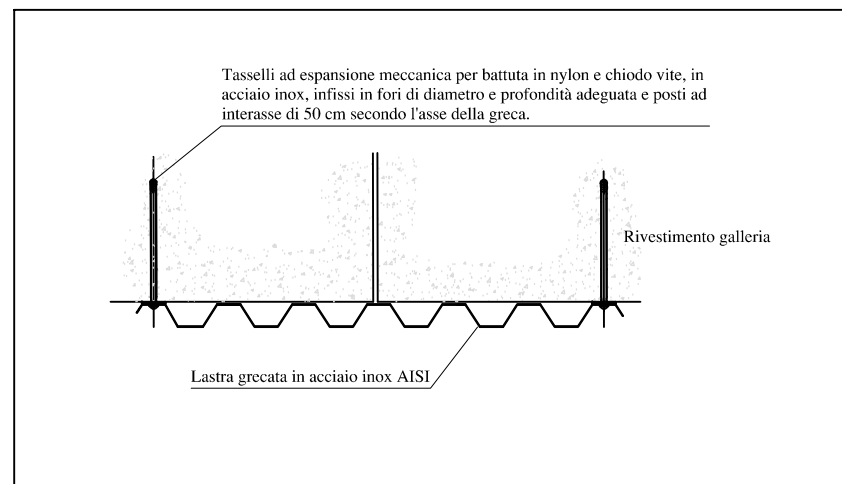 Tasselli ad espansione meccanica per battuta in nylon e chiodo vite, in
acciaio inox, infissi in fori di diametro e profondità adeguata e posti ad
interasse di 50 cm secondo l'asse della greca.
Rivestimento galleria
Lastra grecata in acciaio inox AISI